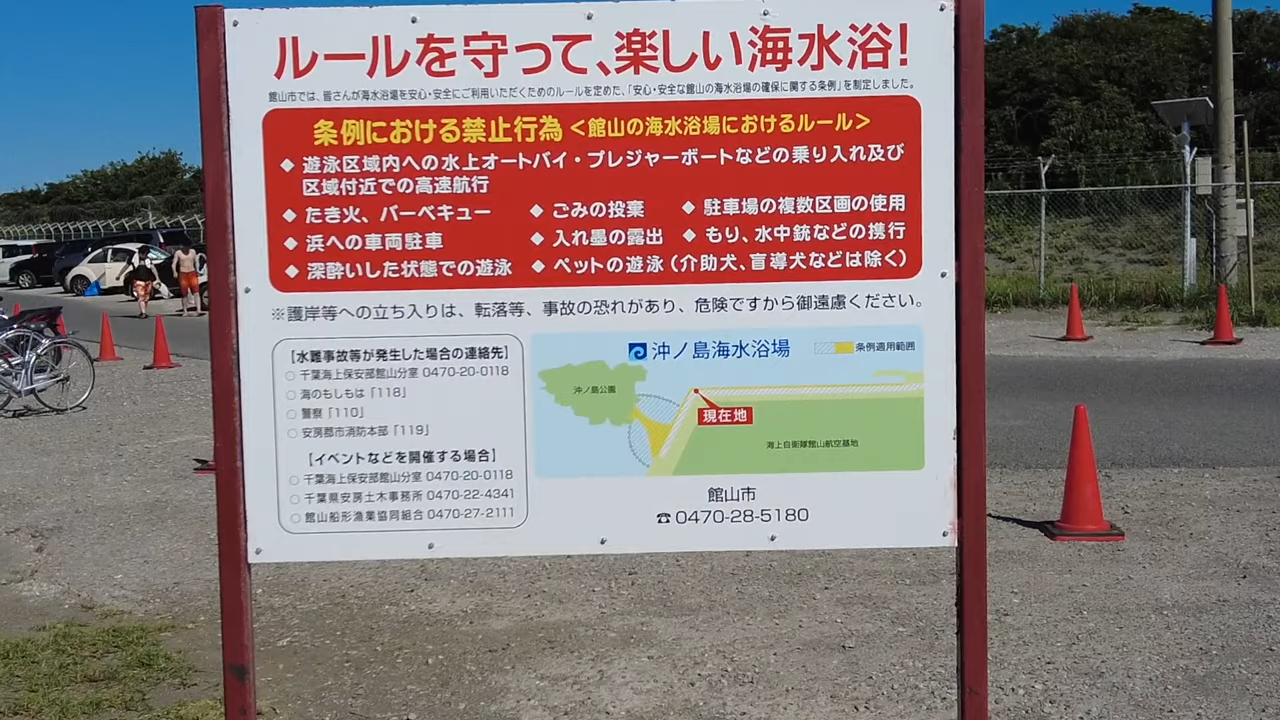 ルールを守って、楽しい海水浴!
館山市では、皆さんが海水浴場を安心・安全にご利用いただくためのルールを定めた、「安心・安全な館山の海水浴場の確保に関する条例」を制定しました。
条例における禁止行為<館山の海水浴場におけるルール>
◆ 遊泳区域内への水上オートバイ・プレジャーボートなどの乗り入れ及び
区域付近での高速航行
◆ たき火、バーベキュー ◆ ごみの投棄 ◆ 駐車場の複数区画の使用
◆ 浜への車両駐車 ◆ 入れ墨の露出 ◆ もり、水中銃などの携行
◆ 深酔いした状態での遊泳 ◆ ペットの遊泳(介助犬、盲導犬などは除く)
※護岸等への立ち入りは、転落等、事故の恐れがあり、危険ですから御遠慮ください。
【水難事故等が発生した場合の連絡先】
○ 千葉海上保安部館山分室 0470-20-0118
○ 海のもしもは「118」
○ 警察「110」
○ 安房郡市消防本部「119」
【イベントなどを開催する場合】
○ 千葉海上保安部館山分室 0470-20-0118
○ 千葉県安房土木事務所 0470-22-4341
○ 館山船形漁業協同組合 0470-27-2111
沖ノ島海水浴場
条例適用範囲
沖ノ島公園
現在地
海上自衛隊館山航空基地
館山市
☎0470-28-5180